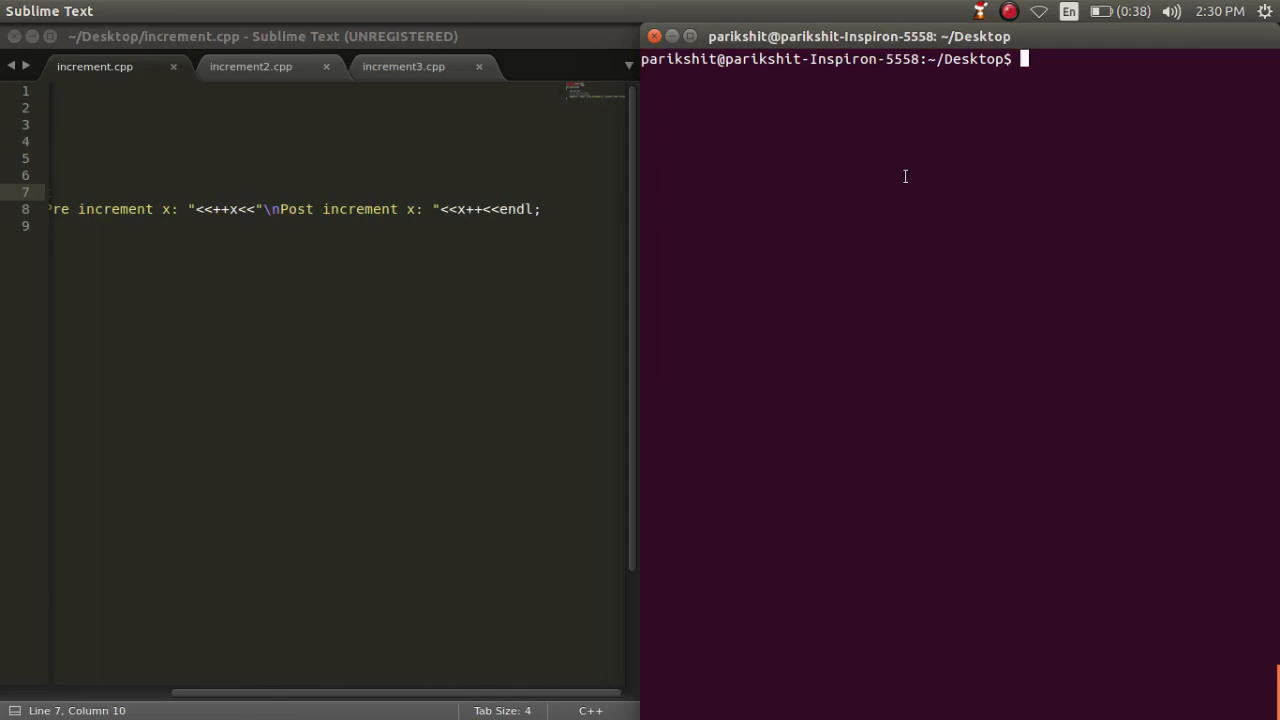 Sublime Text
En
(0:38)
2:30 PM
~/Desktop/increment.cpp - Sublime Text (UNREGISTERED)
parikshit@parikshit-Inspiron-5558: ~/Desktop
increment.cpp
increment2.cpp
increment3.cpp
parikshit@parikshit-Inspiron-5558:~/Desktop$
1
2
3
4
5
6
7
8 Pre increment x: "<<++x<<"\nPost increment x: "<<x++<<endl;
9
Line 7, Column 10
Tab Size: 4
C++